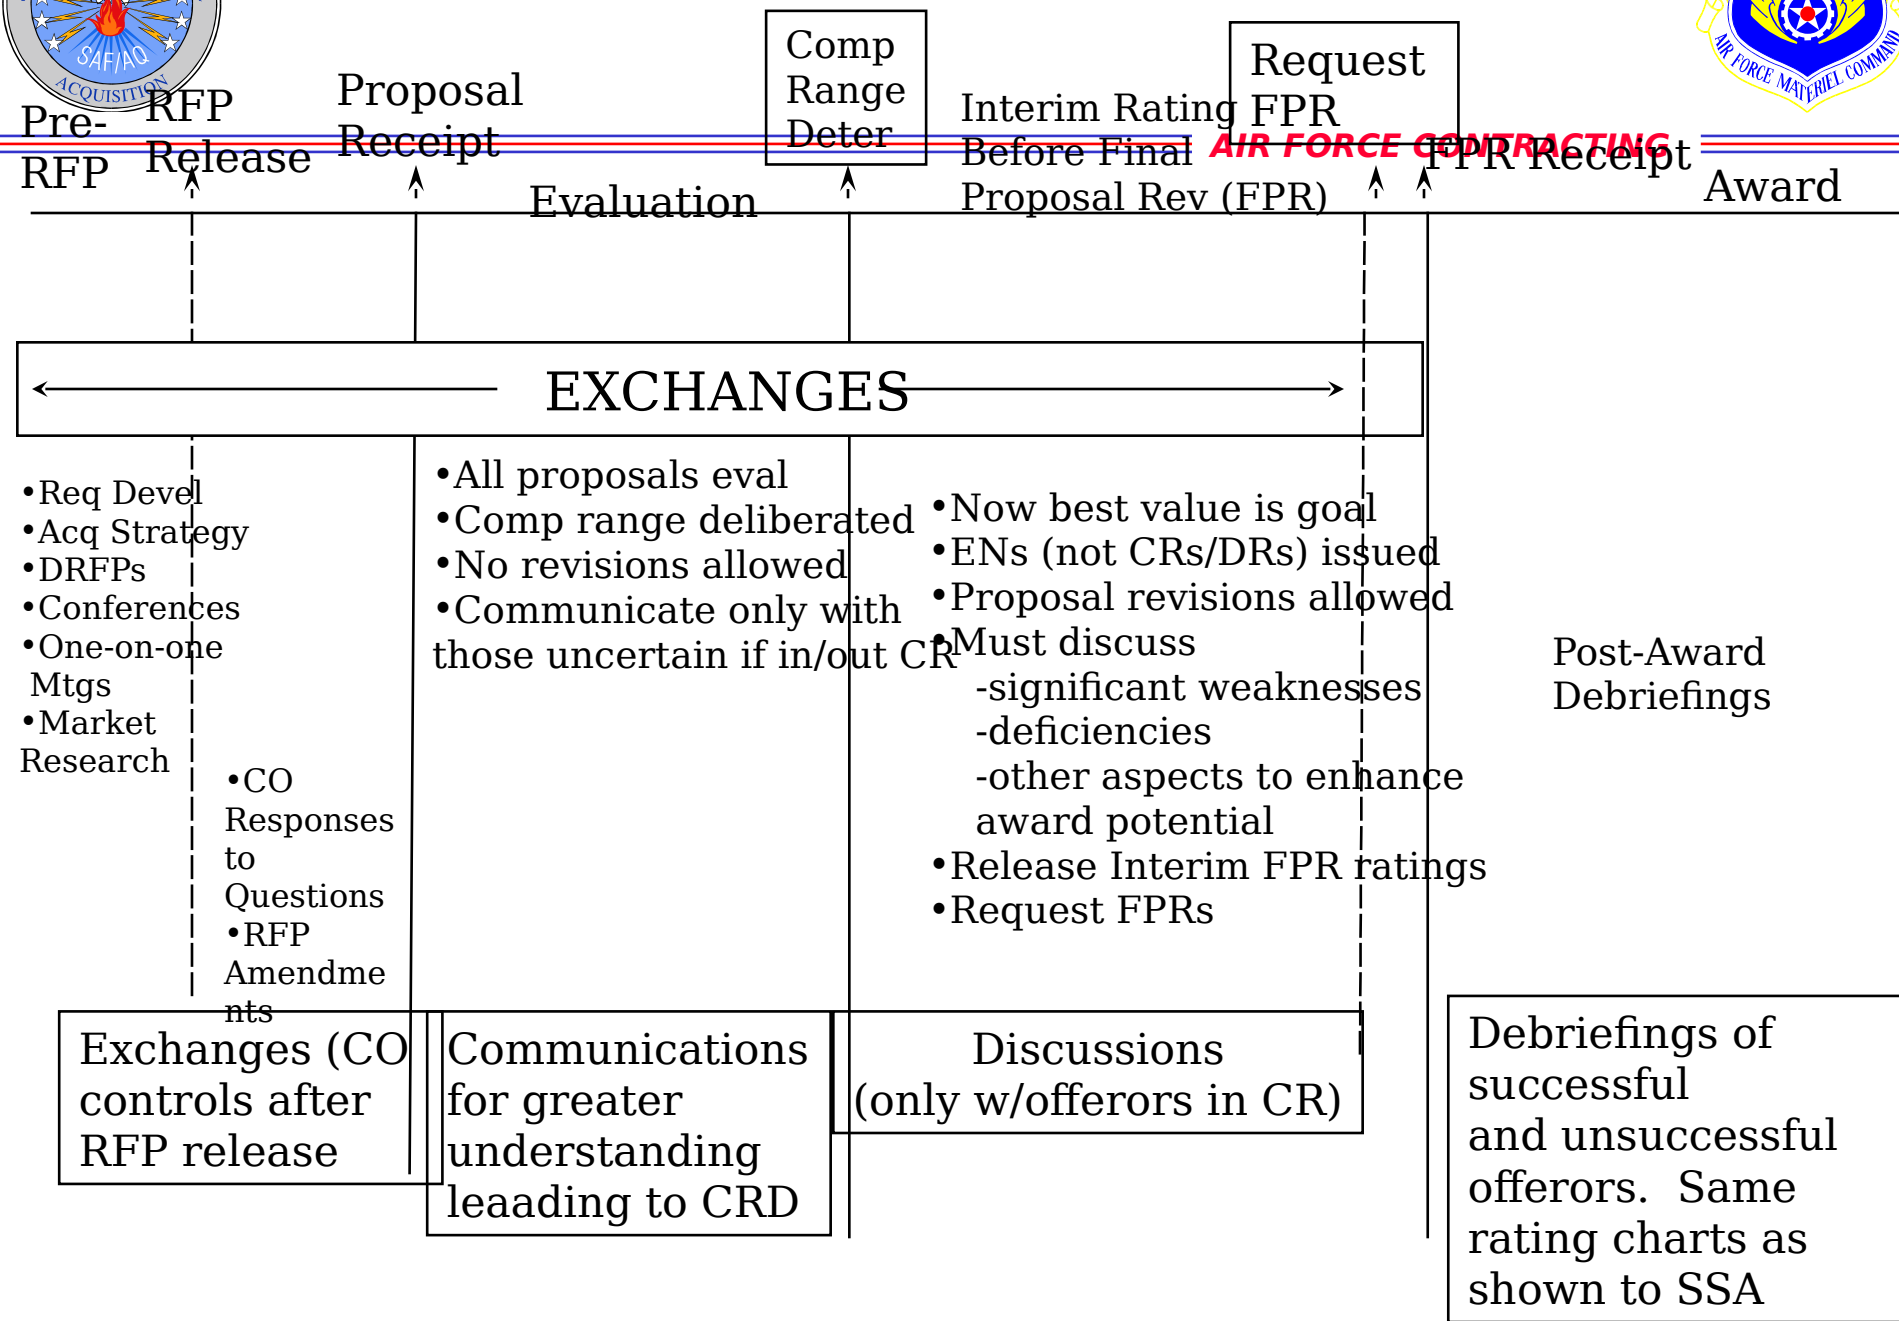 SAF/AQ
ACQUISITION
AIR FORCE MATERIEL COMMAND
AIR FORCE CONTRACTING
Pre-
RFP
RFP
Release
Proposal
Receipt
Evaluation
Comp
Range
Deter
Interim Rating
Before Final
Proposal Rev (FPR)
Request
FPR
FPR Receipt
Award
EXCHANGES
•Req Devel
•Acq Strategy
•DRFPs
•Conferences
•One-on-one
Mtgs
•Market
Research
•CO
Responses
to
Questions
•RFP
Amendme
nts
•All proposals eval
•Comp range deliberated
•No revisions allowed
•Communicate only with
those uncertain if in/out CR
•Now best value is goal
•ENs (not CRs/DRs) issued
•Proposal revisions allowed
•Must discuss
-significant weaknesses
-deficiencies
-other aspects to enhance
award potential
•Release Interim FPR ratings
•Request FPRs
Post-Award
Debriefings
Exchanges (CO
controls after
RFP release
Communications
for greater
understanding
leaading to CRD
Discussions
(only w/offerors in CR)
Debriefings of
successful
and unsuccessful
offerors.  Same
rating charts as
shown to SSA